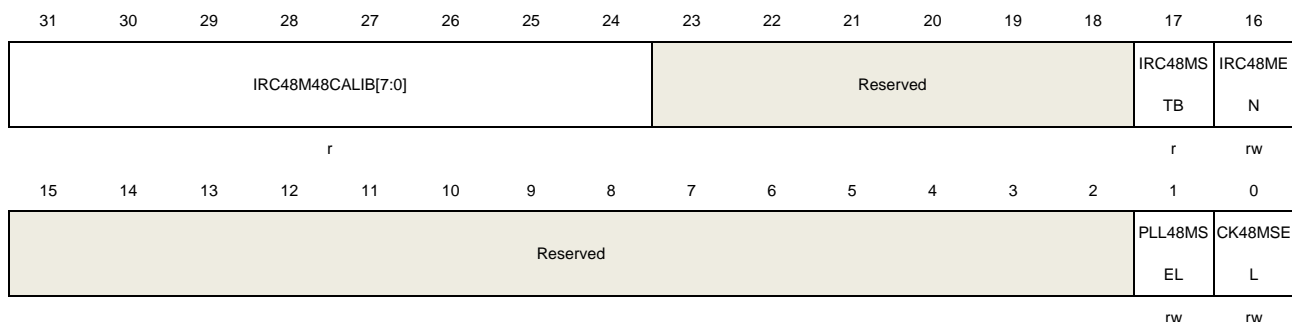 31 30 29 28 27 26 25 24 23 22 21 20 19 18 17 16
IRC48M48CALIB[7:0] Reserved IRC48MS IRC48ME
TB N
r r rw
15 14 13 12 11 10 9 8 7 6 5 4 3 2 1 0
Reserved PLL48MS CK48MSE
EL L
rw rw